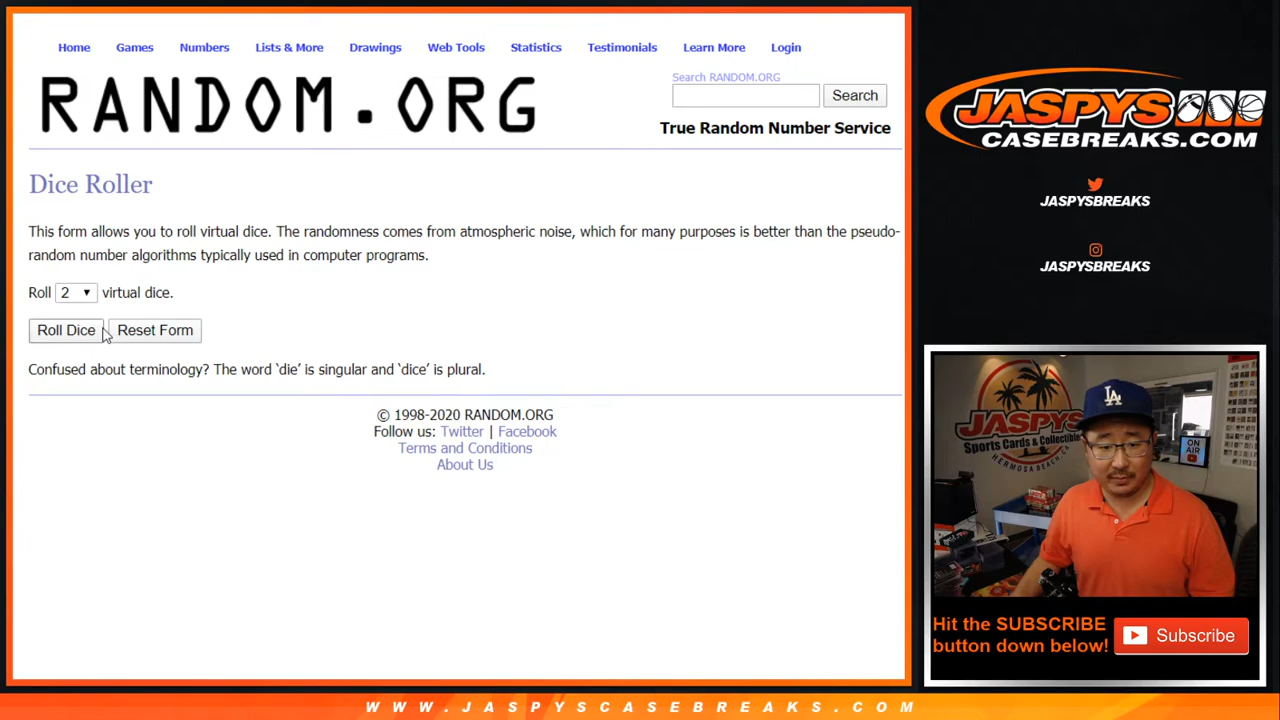 Home Games Numbers Lists & More Drawings Web Tools Statistics Testimonials Learn More Login
RANDOM.ORG
Search RANDOM.ORG
Search
True Random Number Service
Dice Roller
This form allows you to roll virtual dice. The randomness comes from atmospheric noise, which for many purposes is better than the pseudo-
random number algorithms typically used in computer programs.
Roll 2 virtual dice.
Roll Dice Reset Form
Confused about terminology? The word ‘die’ is singular and ‘dice’ is plural.
© 1998-2020 RANDOM.ORG
Follow us: Twitter | Facebook
Terms and Conditions
About Us
JASPYS
CASEBREAKS.COM
JASPYSBREAKS
JASPYSBREAKS
JASPYS
Sports Cards & Collectibles
HERMOSA BEACH, CA
LA
ON
AIR
Hit the SUBSCRIBE
button down below!
Subscribe
WWW.JASPYSCASEBREAKS.COM